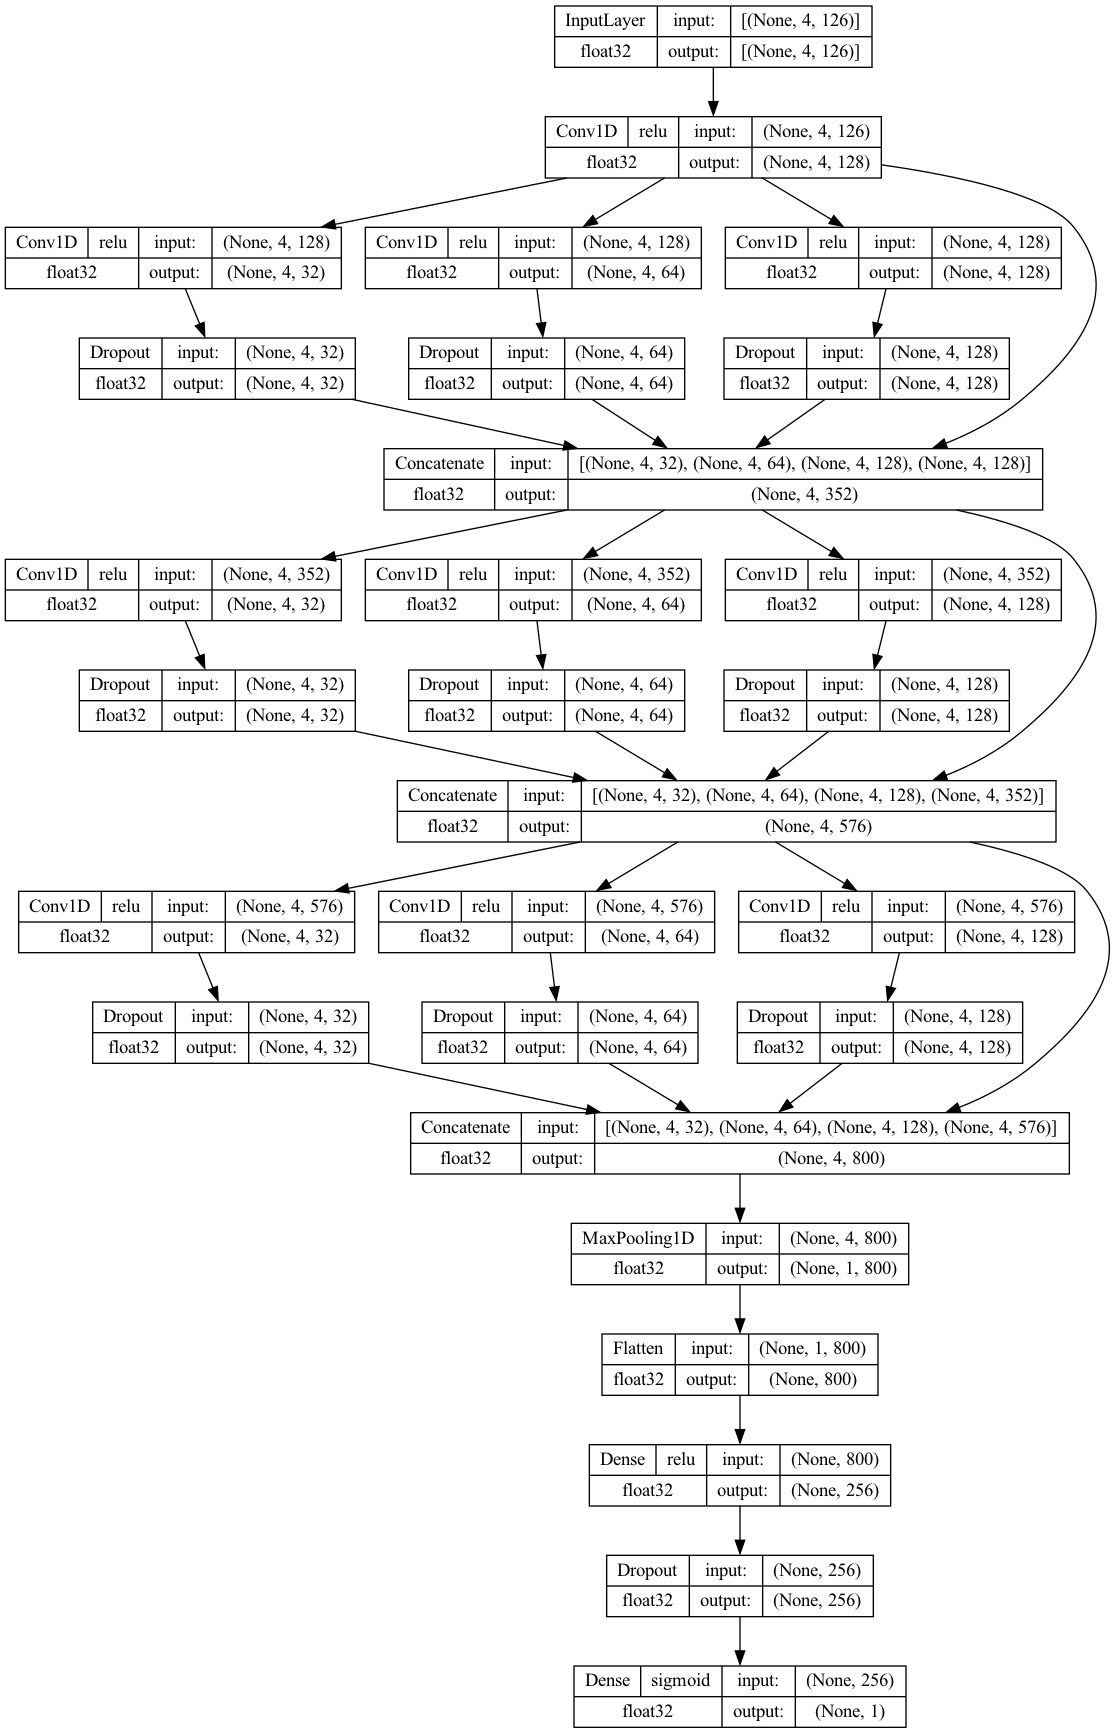 InputLayer input: [(None, 4, 126)]
float32 output: [(None, 4, 126)]
Conv1D relu input: (None, 4, 126)
float32 output: (None, 4, 128)
Conv1D relu input: (None, 4, 128)
float32 output: (None, 4, 32)
Conv1D relu input: (None, 4, 128)
float32 output: (None, 4, 64)
Conv1D relu input: (None, 4, 128)
float32 output: (None, 4, 128)
Dropout input: (None, 4, 32)
float32 output: (None, 4, 32)
Dropout input: (None, 4, 64)
float32 output: (None, 4, 64)
Dropout input: (None, 4, 128)
float32 output: (None, 4, 128)
Concatenate input: [(None, 4, 32), (None, 4, 64), (None, 4, 128), (None, 4, 128)]
float32 output: (None, 4, 352)
Conv1D relu input: (None, 4, 352)
float32 output: (None, 4, 32)
Conv1D relu input: (None, 4, 352)
float32 output: (None, 4, 64)
Conv1D relu input: (None, 4, 352)
float32 output: (None, 4, 128)
Dropout input: (None, 4, 32)
float32 output: (None, 4, 32)
Dropout input: (None, 4, 64)
float32 output: (None, 4, 64)
Dropout input: (None, 4, 128)
float32 output: (None, 4, 128)
Concatenate input: [(None, 4, 32), (None, 4, 64), (None, 4, 128), (None, 4, 352)]
float32 output: (None, 4, 576)
Conv1D relu input: (None, 4, 576)
float32 output: (None, 4, 32)
Conv1D relu input: (None, 4, 576)
float32 output: (None, 4, 64)
Conv1D relu input: (None, 4, 576)
float32 output: (None, 4, 128)
Dropout input: (None, 4, 32)
float32 output: (None, 4, 32)
Dropout input: (None, 4, 64)
float32 output: (None, 4, 64)
Dropout input: (None, 4, 128)
float32 output: (None, 4, 128)
Concatenate input: [(None, 4, 32), (None, 4, 64), (None, 4, 128), (None, 4, 576)]
float32 output: (None, 4, 800)
MaxPooling1D input: (None, 4, 800)
float32 output: (None, 1, 800)
Flatten input: (None, 1, 800)
float32 output: (None, 800)
Dense relu input: (None, 800)
float32 output: (None, 256)
Dropout input: (None, 256)
float32 output: (None, 256)
Dense sigmoid input: (None, 256)
float32 output: (None, 1)